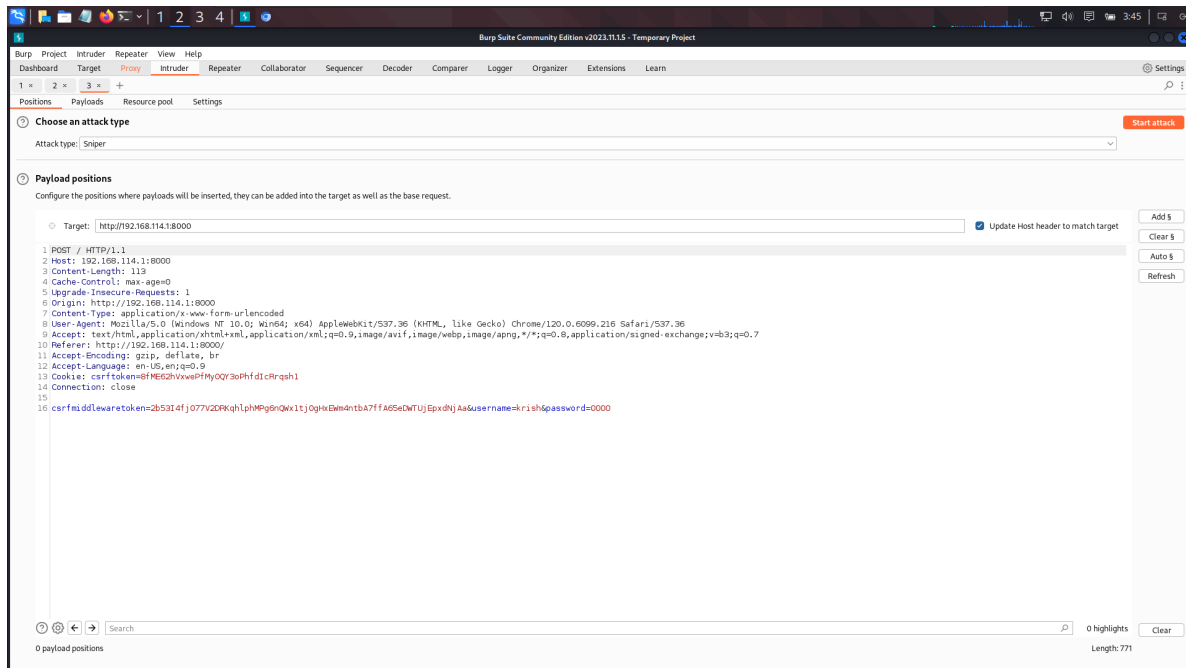 1 2 3 4 3:45
Burp Suite Community Edition v2023.11.1.5 - Temporary Project
Burp Project Intruder Repeater View Help
Dashboard Target Proxy Intruder Repeater Collaborator Sequencer Decoder Comparer Logger Organizer Extensions Learn Settings
1 × 2 × 3 × +
Positions Payloads Resource pool Settings
Choose an attack type Start attack
Attack type: Sniper
Payload positions
Configure the positions where payloads will be inserted, they can be added into the target as well as the base request.
Add §
Target: http://192.168.114.1:8000 Update Host header to match target
Clear §
Auto §
Refresh
1 POST / HTTP/1.1
2 Host: 192.168.114.1:8000
3 Content-Length: 113
4 Cache-Control: max-age=0
5 Upgrade-Insecure-Requests: 1
6 Origin: http://192.168.114.1:8000
7 Content-Type: application/x-www-form-urlencoded
8 User-Agent: Mozilla/5.0 (Windows NT 10.0; Win64; x64) AppleWebKit/537.36 (KHTML, like Gecko) Chrome/120.0.6099.216 Safari/537.36
9 Accept: text/html,application/xhtml+xml,application/xml;q=0.9,image/avif,image/webp,image/apng,*/*;q=0.8,application/signed-exchange;v=b3;q=0.7
10 Referer: http://192.168.114.1:8000/
11 Accept-Encoding: gzip, deflate, br
12 Accept-Language: en-US,en;q=0.9
13 Cookie: csrftoken=8fME62hVxwePfMyOQY3oPhfdIcRrqsh1
14 Connection: close
15
16 csrfmiddlewaretoken=2b53I4fj077V2DRKqhlphMPg6nQWx1tjOgHxEWm4ntbA7ffA65eDWTUjEpxdNjAa&username=krish&password=0000
Search 0 highlights Clear
0 payload positions Length: 771